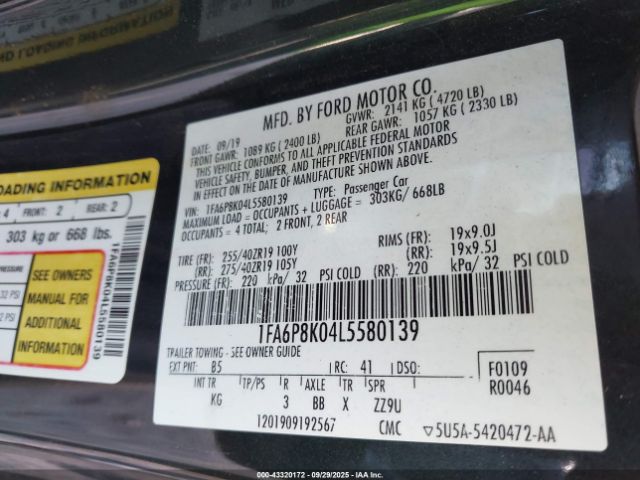 MFD. BY FORD MOTOR CO.
DATE: 09/19 GVWR: 2141 KG ( 4720 LB)
FRONT GAWR: 1089 KG ( 2400 LB) REAR GAWR: 1057 KG ( 2330 LB)
THIS VEHICLE CONFORMS TO ALL APPLICABLE FEDERAL MOTOR
VEHICLE SAFETY, BUMPER, AND THEFT PREVENTION STANDARDS
IN EFFECT ON THE DATE OF MANUFACTURE SHOWN ABOVE.
VIN: 1FA6P8K04L5580139 TYPE: Passenger Car
MAXIMUM LOAD = OCCUPANTS + LUGGAGE = 303KG/ 668LB
OCCUPANTS = 4 TOTAL: 2 FRONT, 2 REAR
TIRE (FR): 255/40ZR19 100Y RIMS (FR): 19x9.0J
(RR): 275/40ZR19 105Y (RR): 19x9.5J
PRESSURE (FR): 220 kPa/ 32 PSI COLD (RR): 220 kPa/ 32 PSI COLD
1FA6P8K04L5580139
TRAILER TOWING - SEE OWNER GUIDE
EXT PNT: B5 RC: 41 DSO:
F0109
R0046
INT TR TP/PS R AXLE TR SPR
KG 3 BB X ZZ9U
1201909192567 CMC 5U5A-5420472-AA
LOADING INFORMATION
4 FRONT: 2 REAR: 2
303 kg or 668 lbs.
SEE OWNERS
MANUAL FOR
ADDITIONAL
INFORMATION
32 PSI
32 PSI
1FA6P8K04L5580139
000-43320172 09/29/2025 Copyright © IAA, Inc.